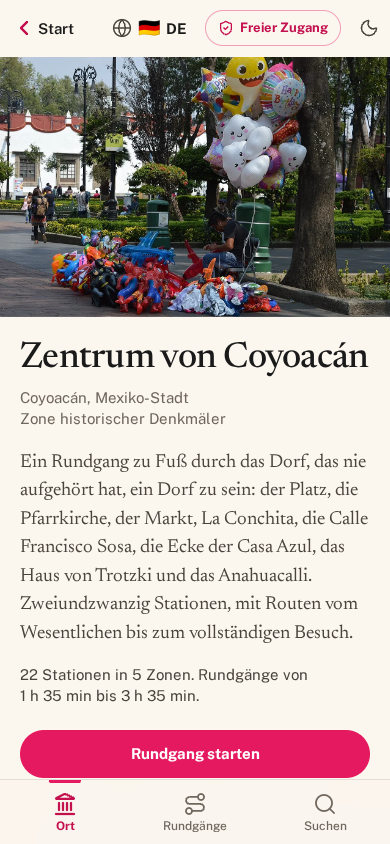 Start
DE
Freier Zugang
Zentrum von Coyoacán
Coyoacán, Mexiko-Stadt
Zone historischer Denkmäler
Ein Rundgang zu Fuß durch das Dorf, das nie
aufgehört hat, ein Dorf zu sein: der Platz, die
Pfarrkirche, der Markt, La Conchita, die Calle
Francisco Sosa, die Ecke der Casa Azul, das
Haus von Trotzki und das Anahuacalli.
Zweiundzwanzig Stationen, mit Routen vom
Wesentlichen bis zum vollständigen Besuch.
22 Stationen in 5 Zonen. Rundgänge von
1 h 35 min bis 3 h 35 min.
Rundgang starten
Ort
Rundgänge
Suchen